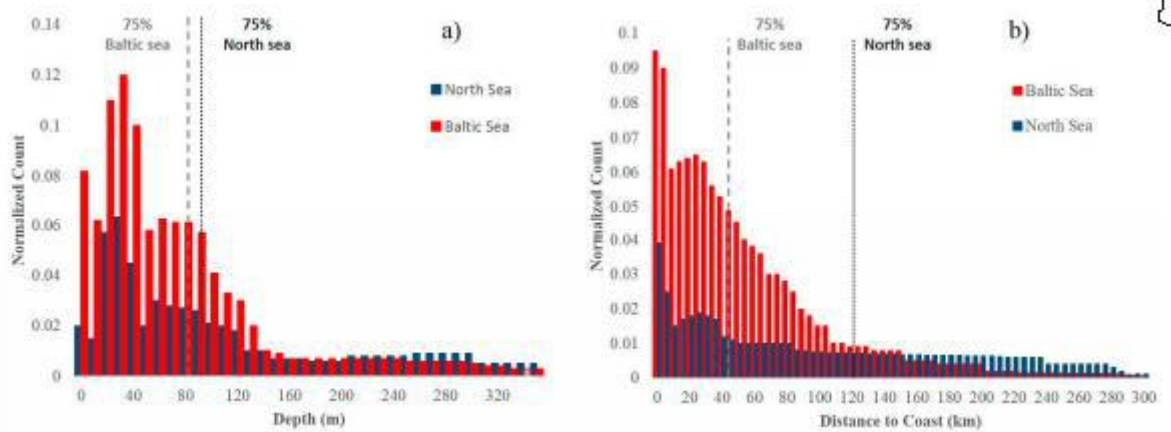 0.14
0.12
0.1
0.08
0.06
0.04
0.02
0
Normalized Count
75%
Baltic sea
75%
North sea
a)
North Sea
Baltic Sea
0 40 80 120 160 200 240 280 320
Depth (m)
0.1
0.09
0.08
0.07
0.06
0.05
0.04
0.03
0.02
0.01
0
Normalized Count
75%
Baltic sea
75%
North sea
b)
Baltic Sea
North Sea
0 20 40 60 80 100 120 140 160 180 200 220 240 260 280 300
Distance to Coast (km)